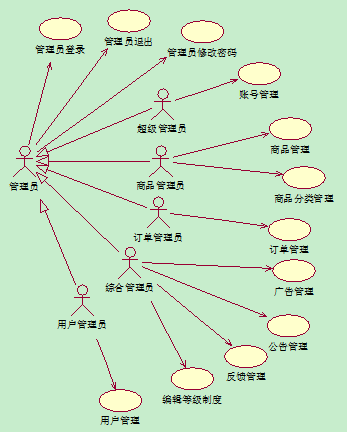 管理员登录
管理员退出
管理员修改密码
账号管理
超级管理员
商品管理
管理员
商品管理员
商品分类管理
订单管理员
订单管理
综合管理员
广告管理
用户管理员
公告管理
反馈管理
编辑等级制度
用户管理